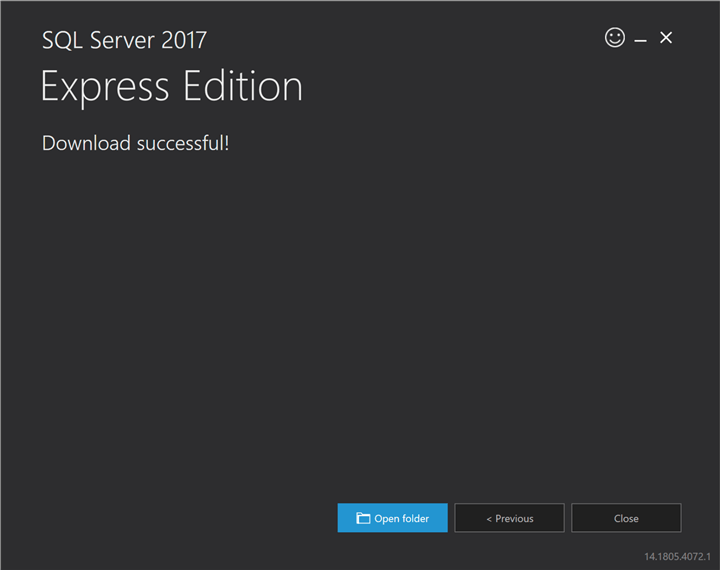 SQL Server 2017
Express Edition
Download successful!
Open folder
< Previous
Close
14.1805.4072.1